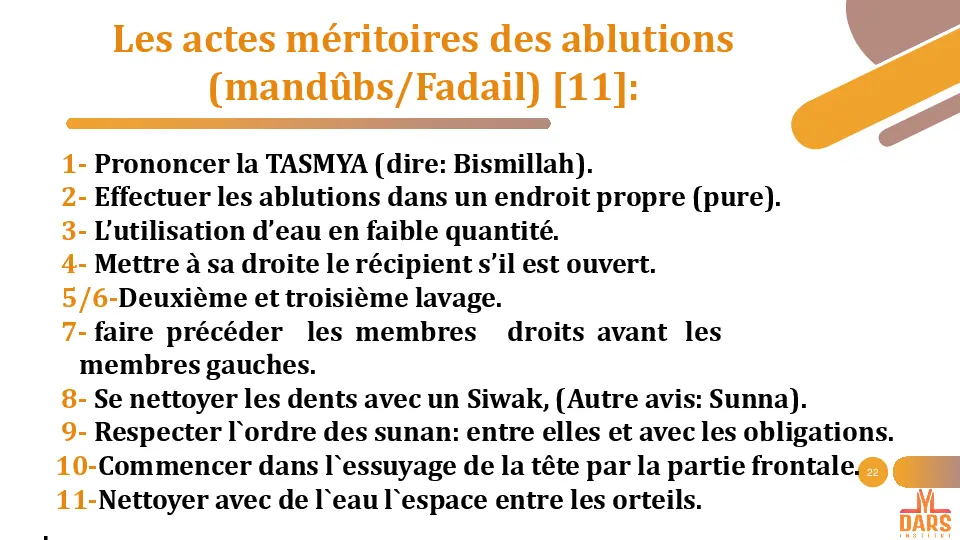 Les actes méritoires des ablutions
(mandûbs/Fadail) [11]:
1- Prononcer la TASMYA (dire: Bismillah).
2- Effectuer les ablutions dans un endroit propre (pure).
3- L’utilisation d’eau en faible quantité.
4- Mettre à sa droite le récipient s’il est ouvert.
5/6-Deuxième et troisième lavage.
7- faire précéder les membres droits avant les
membres gauches.
8- Se nettoyer les dents avec un Siwak, (Autre avis: Sunna).
9- Respecter l`ordre des sunan: entre elles et avec les obligations.
10-Commencer dans l`essuyage de la tête par la partie frontale.
22
11-Nettoyer avec de l`eau l`espace entre les orteils.
.
DARS
INSTITUT